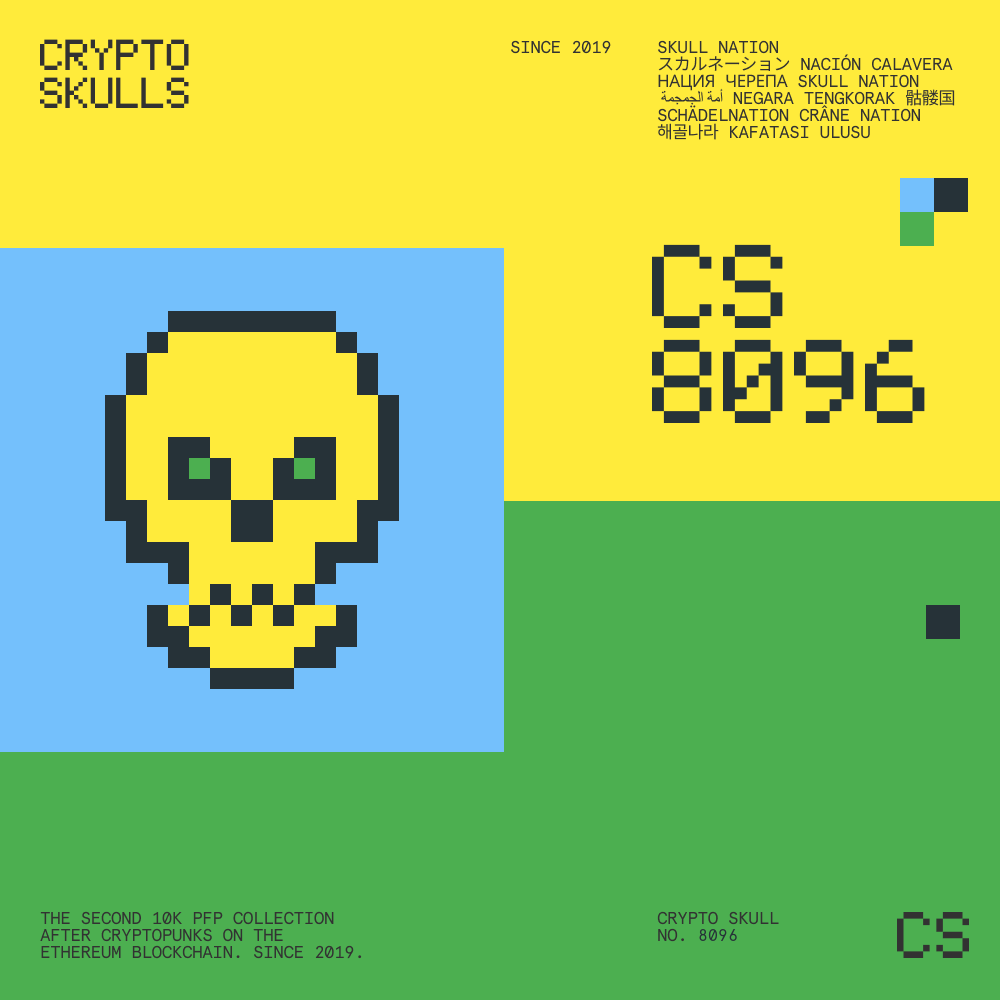 CRYPTO
SKULLS
SINCE 2019
SKULL NATION
スカルネーション NACIÓN CALAVERA
НАЦИЯ ЧЕРЕПА SKULL NATION
أمة الجمجمة NEGARA TENGKORAK 骷髅国
SCHÄDELNATION CRÂNE NATION
해골나라 KAFATASI ULUSU
CS
8096
THE SECOND 10K PFP COLLECTION
AFTER CRYPTOPUNKS ON THE
ETHEREUM BLOCKCHAIN. SINCE 2019.
CRYPTO SKULL
NO. 8096
CS